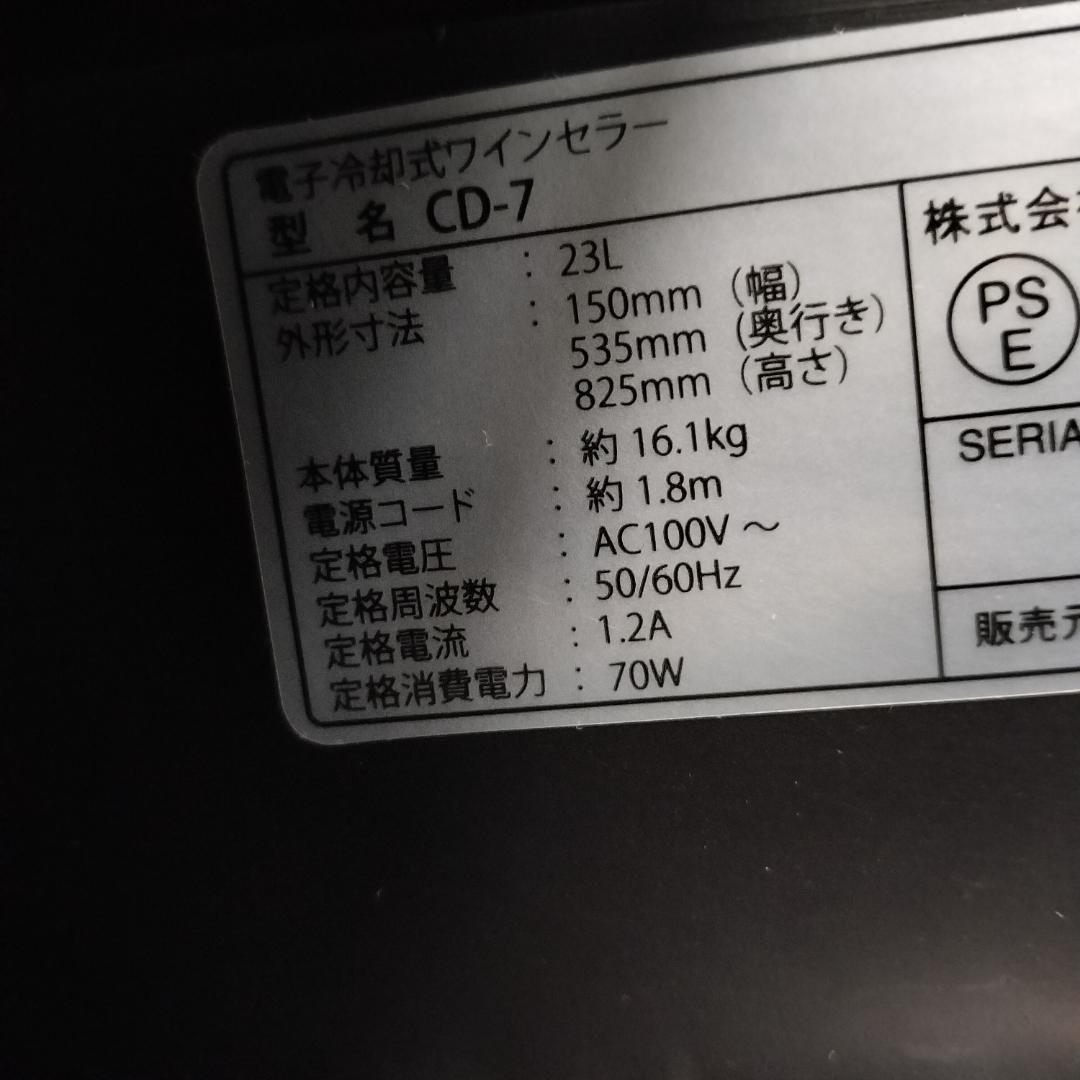 電子冷却式ワインセラー
型 名 CD-7
定格内容量 : 23L
外形寸法 : 150mm (幅)
535mm (奥行き)
825mm (高さ)
本体質量 : 約 16.1kg
電源コード : 約 1.8m
定格電圧 : AC100V ～
定格周波数 : 50/60Hz
定格電流 : 1.2A
定格消費電力 : 70W
株式会
PS
E
SERIA
販売元